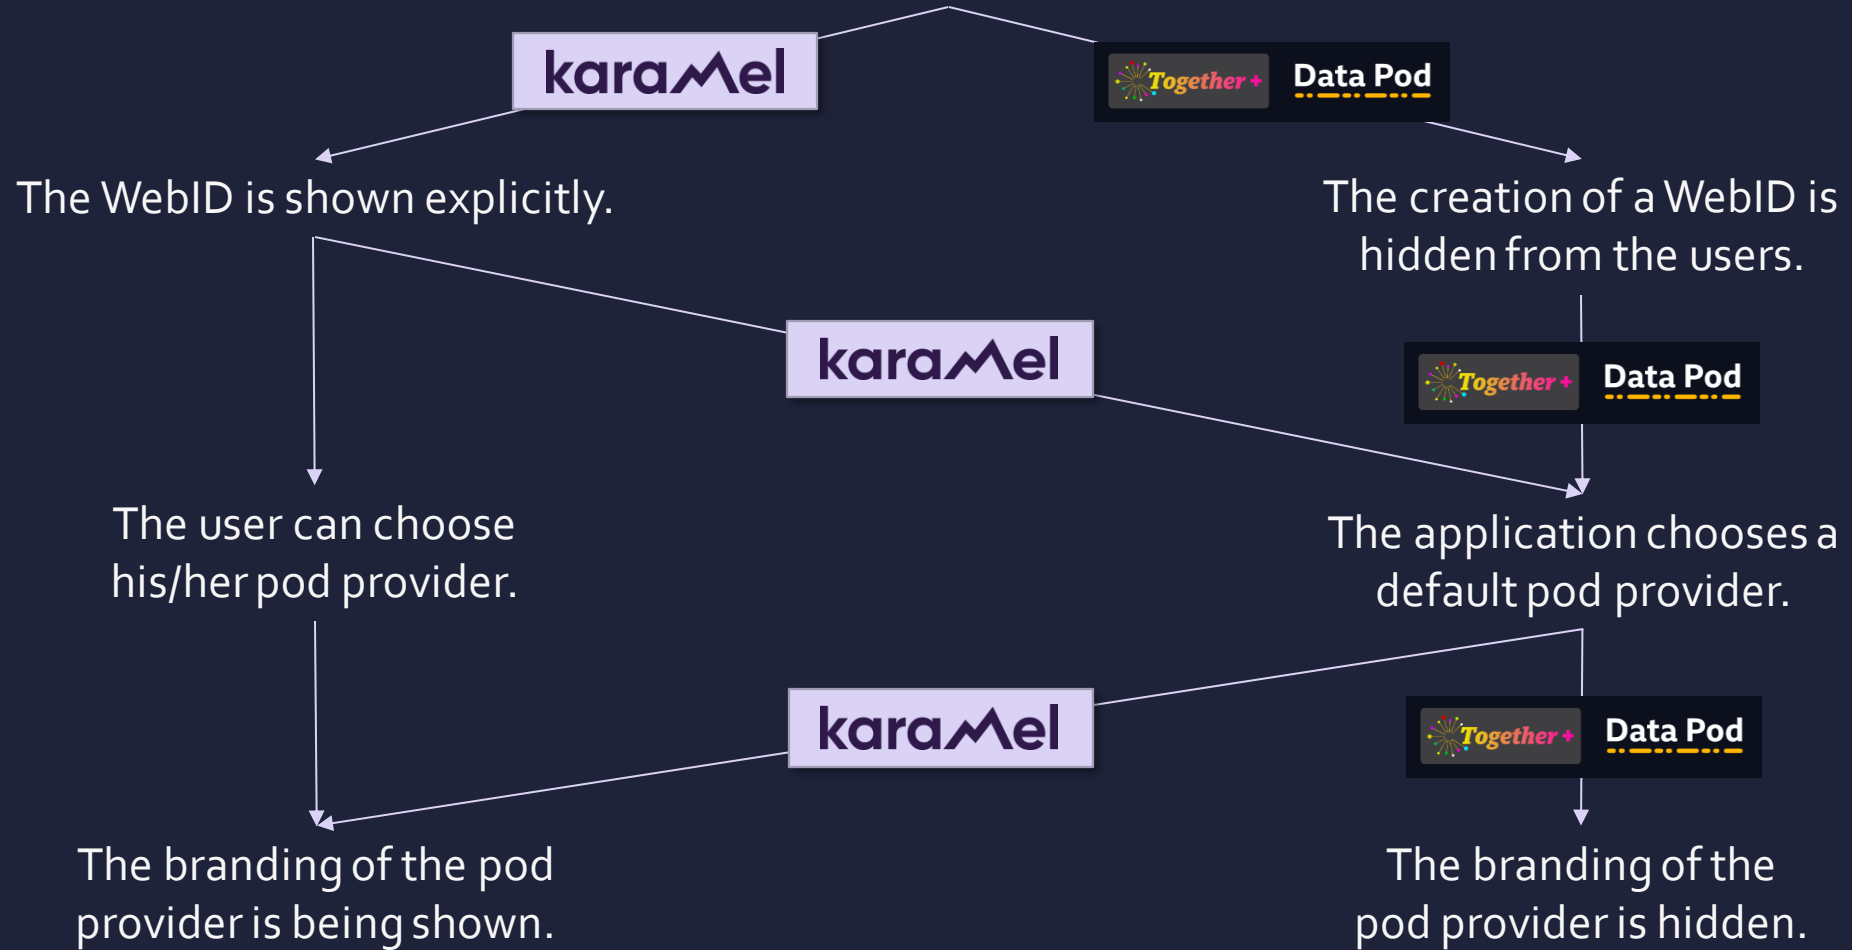 karamel
Together + Data Pod
The WebID is shown explicitly.
The creation of a WebID is
hidden from the users.
karamel
Together + Data Pod
The user can choose
his/her pod provider.
The application chooses a
default pod provider.
karamel
Together + Data Pod
The branding of the pod
provider is being shown.
The branding of the
pod provider is hidden.